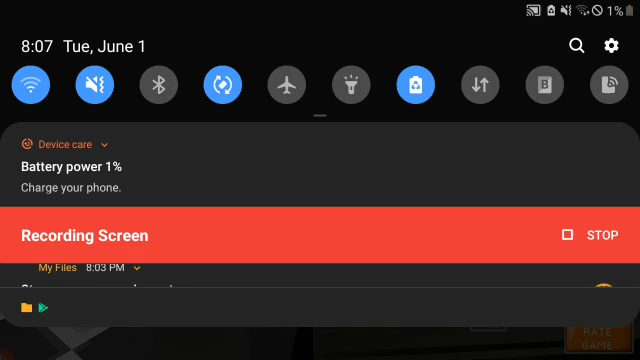 1%
8:07 Tue, June 1
B
Device care
Battery power 1%
Charge your phone.
Recording Screen
STOP
My Files 8:03 PM
RATE
GAME